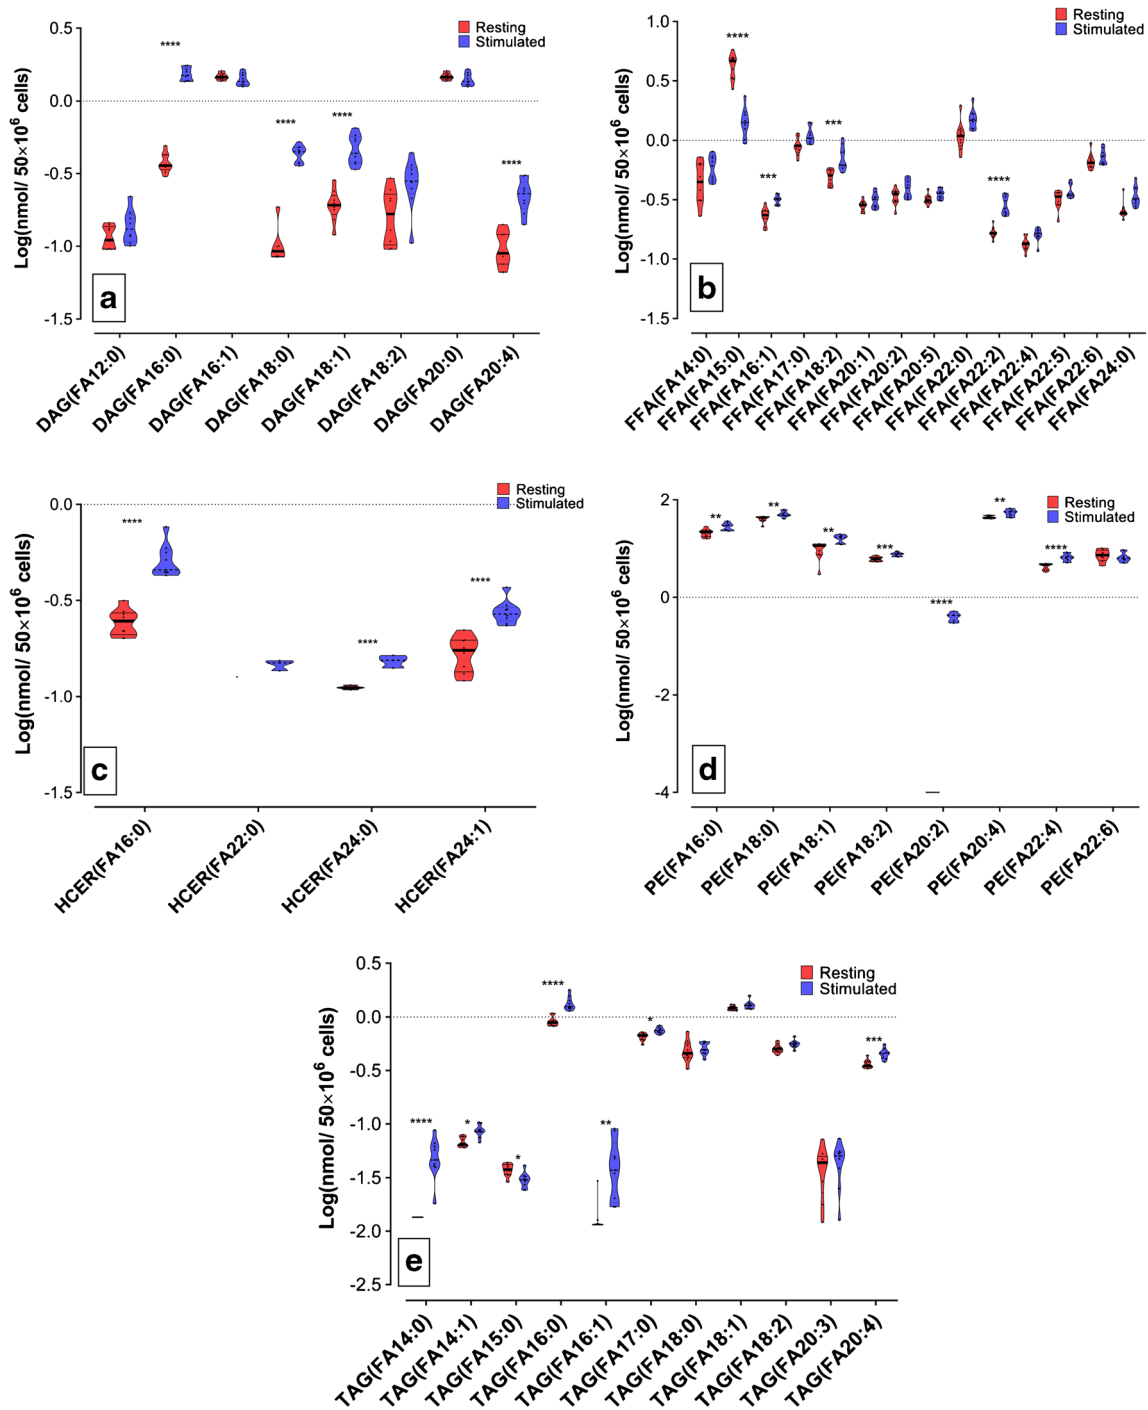 Resting
Stimulated
Log(nmol/ 50×10⁶ cells)
0.5
0.0
-0.5
-1.0
-1.5
****
****
****
****
a
DAG(FA12:0)
DAG(FA16:0)
DAG(FA16:1)
DAG(FA18:0)
DAG(FA18:1)
DAG(FA18:2)
DAG(FA20:0)
DAG(FA20:4)
Resting
Stimulated
Log(nmol/ 50×10⁶ cells)
1.0
0.5
0.0
-0.5
-1.0
-1.5
****
***
***
****
b
FFA(FA14:0)
FFA(FA15:0)
FFA(FA16:1)
FFA(FA17:0)
FFA(FA18:2)
FFA(FA20:1)
FFA(FA20:2)
FFA(FA20:5)
FFA(FA22:0)
FFA(FA22:2)
FFA(FA22:4)
FFA(FA22:5)
FFA(FA22:6)
FFA(FA24:0)
Resting
Stimulated
Log(nmol/ 50×10⁶ cells)
0.0
-0.5
-1.0
-1.5
****
****
****
c
HCER(FA16:0)
HCER(FA22:0)
HCER(FA24:0)
HCER(FA24:1)
Resting
Stimulated
Log(nmol/ 50×10⁶ cells)
2
0
-2
-4
**
**
**
***
****
**
****
d
PE(FA16:0)
PE(FA18:0)
PE(FA18:1)
PE(FA18:2)
PE(FA20:2)
PE(FA20:4)
PE(FA22:4)
PE(FA22:6)
Resting
Stimulated
Log(nmol/ 50×10⁶ cells)
0.5
0.0
-0.5
-1.0
-1.5
-2.0
-2.5
****
*
*
****
**
*
***
e
TAG(FA14:0)
TAG(FA14:1)
TAG(FA15:0)
TAG(FA16:0)
TAG(FA16:1)
TAG(FA17:0)
TAG(FA18:0)
TAG(FA18:1)
TAG(FA18:2)
TAG(FA20:3)
TAG(FA20:4)